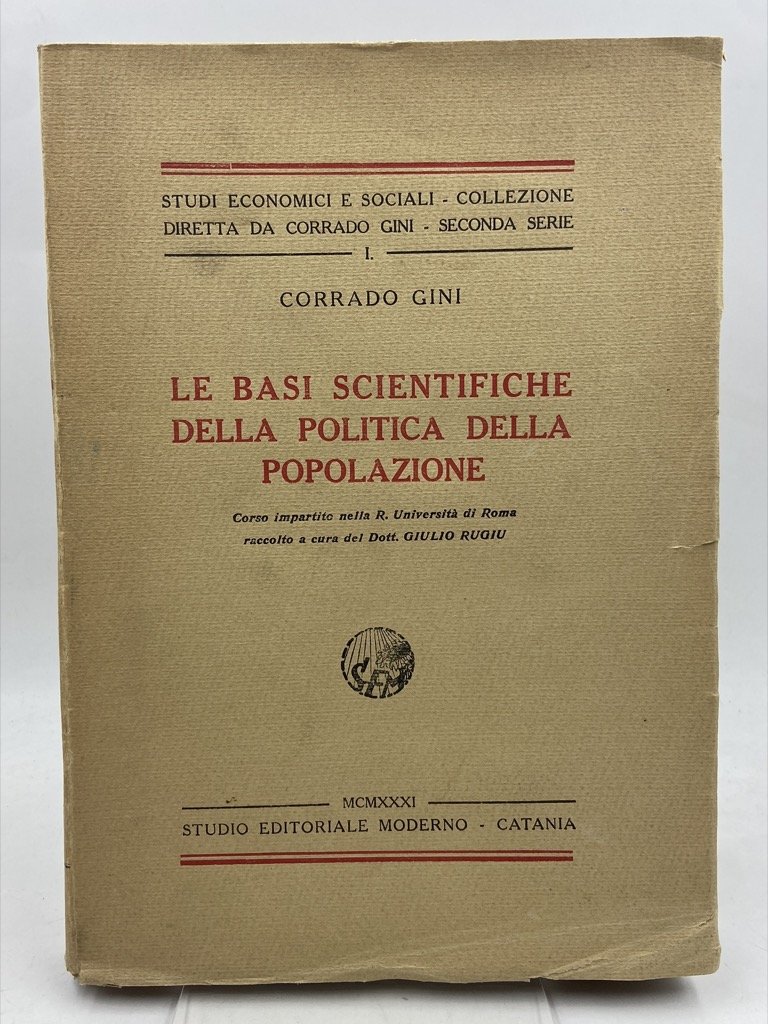 STUDI ECONOMICI E SOCIALI - COLLEZIONE
DIRETTA DA CORRADO GINI - SECONDA SERIE
I.
CORRADO GINI
LE BASI SCIENTIFICHE
DELLA POLITICA DELLA
POPOLAZIONE
Corso impartito nella R. Università di Roma
raccolto a cura del Dott. GIULIO RUGIU
SEM
MCMXXXI
STUDIO EDITORIALE MODERNO - CATANIA